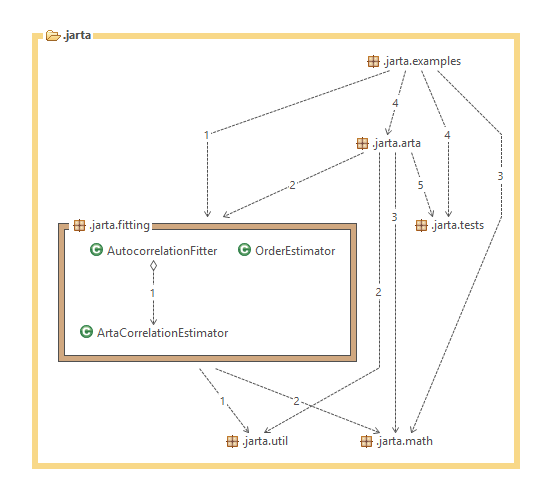 .jarta
.jarta.examples
4
1
4
.jarta.arta
3
2
5
3
.jarta.fitting
.jarta.tests
AutocorrelationFitter
OrderEstimator
1
2
ArtaCorrelationEstimator
1
2
.jarta.util
.jarta.math